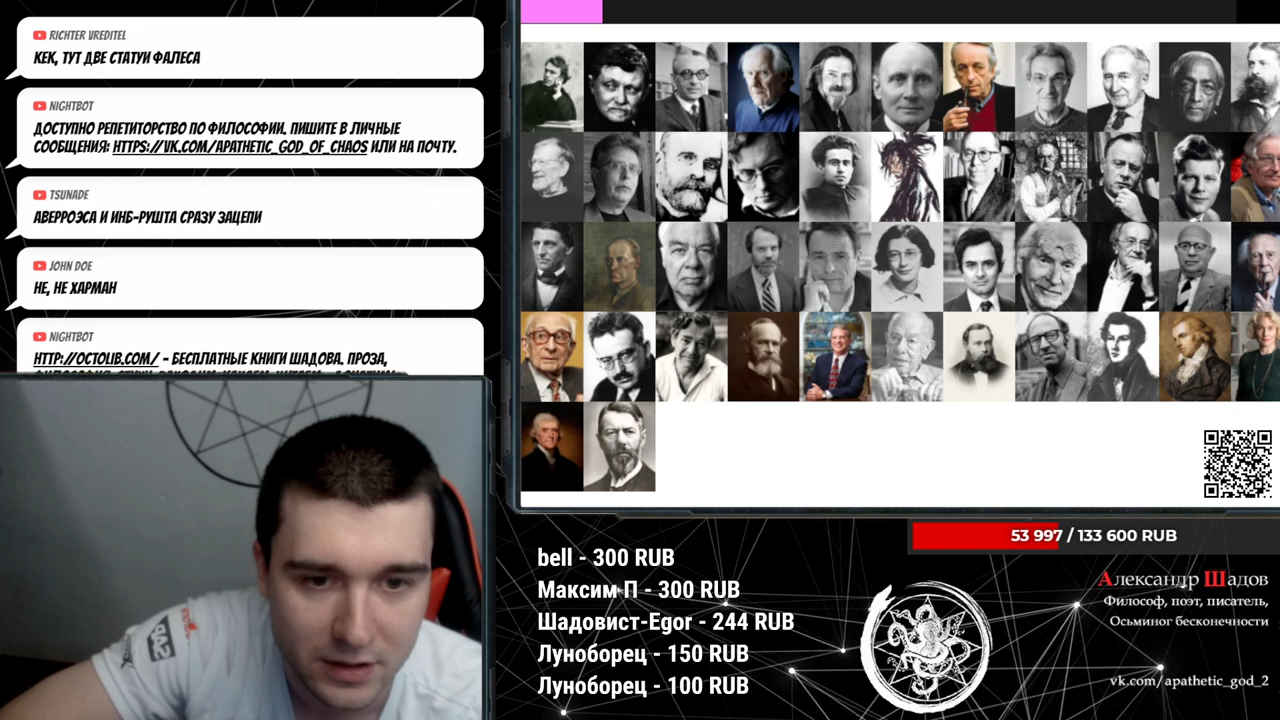 RICHTER VREDITEL
КЕК, ТУТ ДВЕ СТАТУИ ФАЛЕСА
NIGHTBOT
ДОСТУПНО РЕПЕТИТОРСТВО ПО ФИЛОСОФИИ. ПИШИТЕ В ЛИЧНЫЕ
СООБЩЕНИЯ: HTTPS://VK.COM/APATHETIC_GOD_OF_CHAOS ИЛИ НА ПОЧТУ.
TSUNADE
АВЕРРОЭСА И ИНБ-РУШТА СРАЗУ ЗАЦЕПИ
JOHN DOE
НЕ, НЕ ХАРМАН
NIGHTBOT
HTTP://OCTOLIB.COM/ - БЕСПЛАТНЫЕ КНИГИ ШАДОВА. ПРОЗА,
53 997 / 133 600 RUB
bell - 300 RUB
Максим П - 300 RUB
Шадовист-Egor - 244 RUB
Луноборец - 150 RUB
Луноборец - 100 RUB
Александр Шадов
Философ, поэт, писатель,
Осьминог бесконечности
vk.com/apathetic_god_2